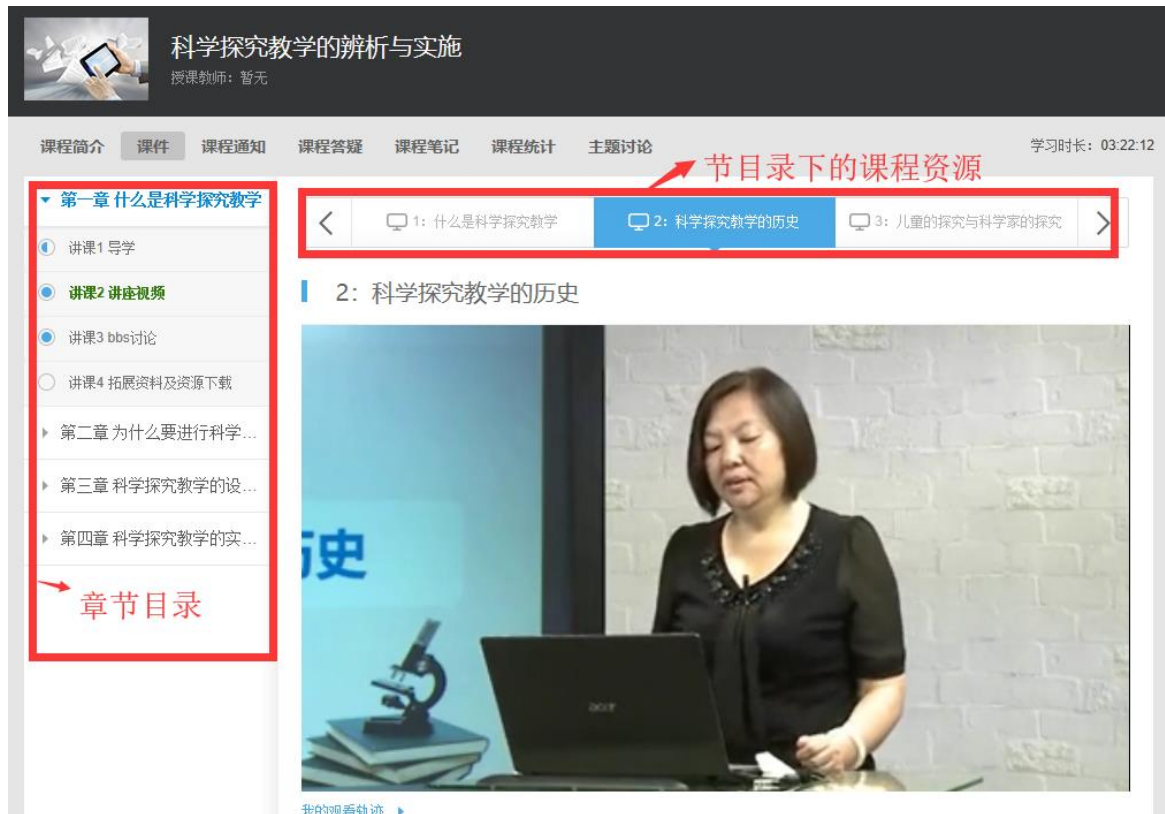 科学探究教学的辨析与实施
授课教师：暂无
课程简介 课件 课程通知 课程答疑 课程笔记 课程统计 主题讨论 学习时长：03:22:12
节目录下的课程资源
第一章 什么是科学探究教学
讲课1 导学
讲课2 讲座视频
讲课3 bbs讨论
讲课4 拓展资料及资源下载
第二章 为什么要进行科学...
第三章 科学探究教学的设...
第四章 科学探究教学的实...
章节目录
1：什么是科学探究教学 2：科学探究教学的历史 3：儿童的探究与科学家的探究
2：科学探究教学的历史
历史
acer
我的观看轨迹